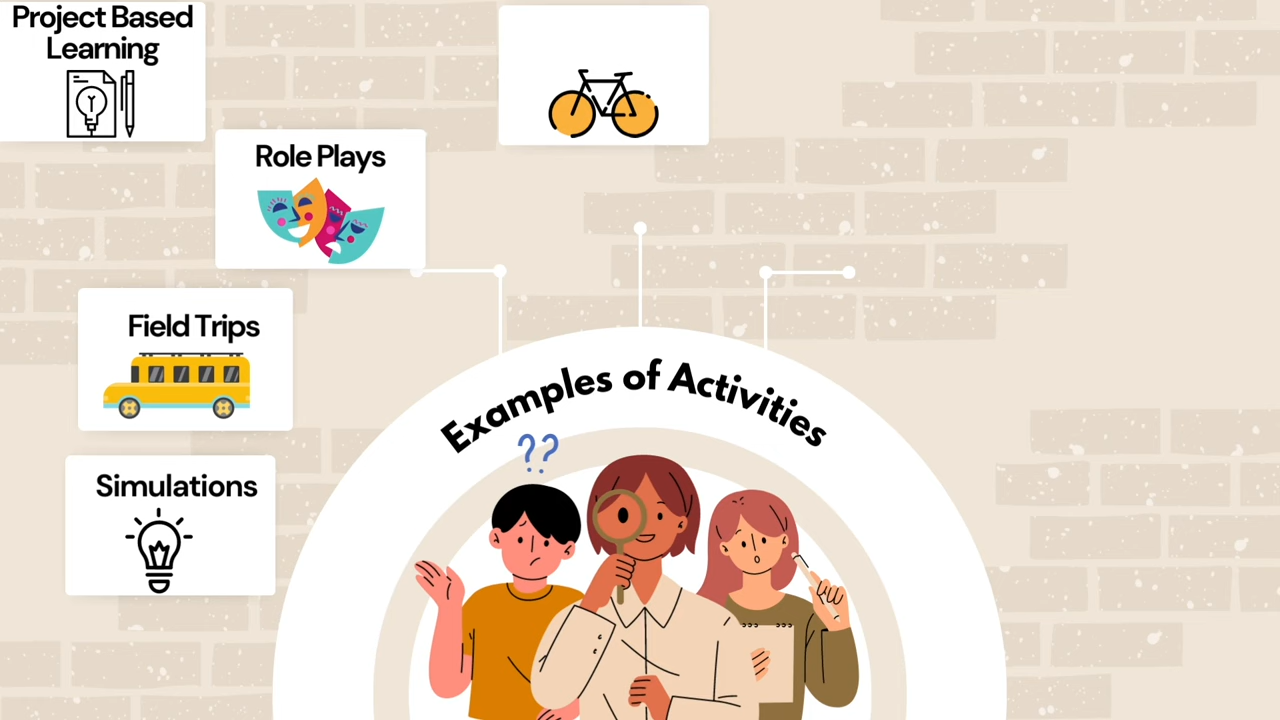 Project Based
Learning
Role Plays
Field Trips
Simulations
Examples of Activities
??